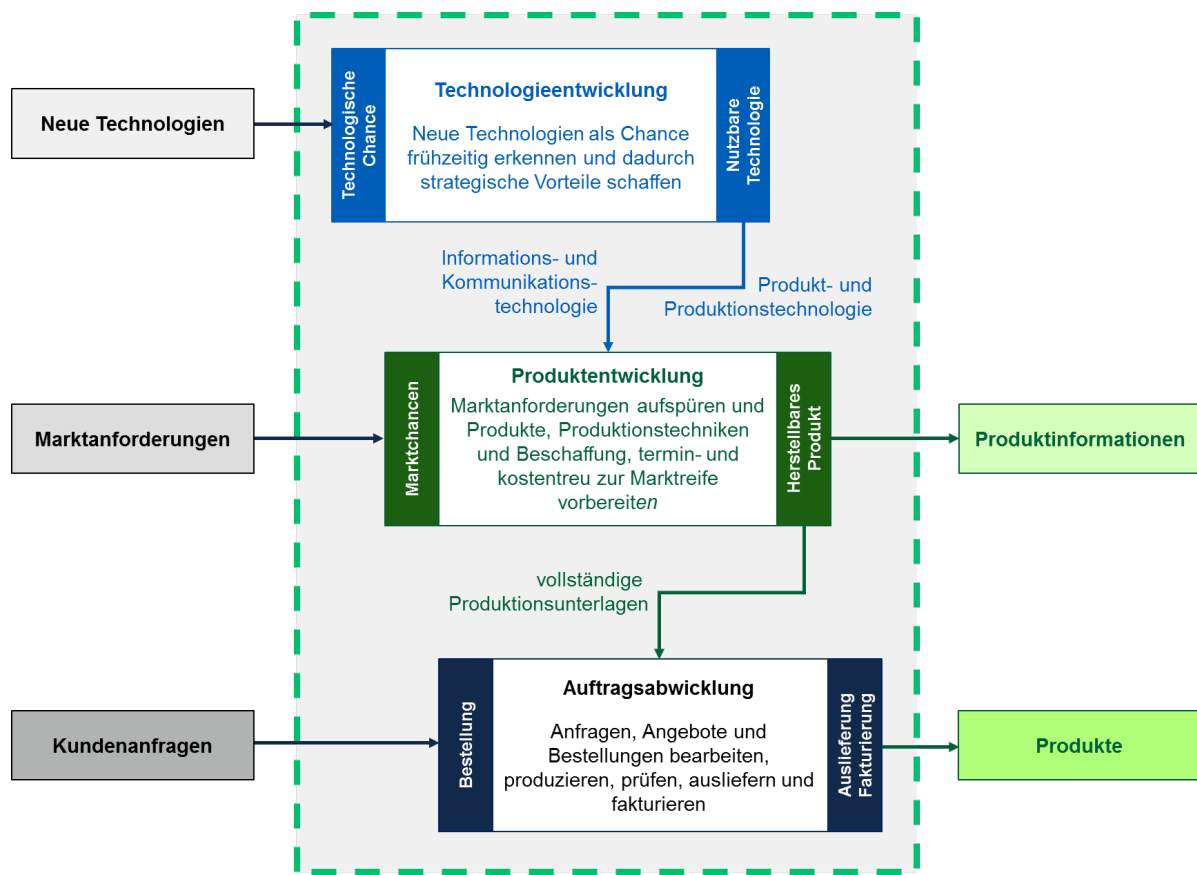 Neue Technologien
Technologische
Chance
Technologieentwicklung
Neue Technologien als Chance
frühzeitig erkennen und dadurch
strategische Vorteile schaffen
Nutzbare
Technologie
Informations- und
Kommunikations-
technologie
Produkt- und
Produktionstechnologie
Marktanforderungen
Marktchancen
Produktentwicklung
Marktanforderungen aufspüren und
Produkte, Produktionstechniken
und Beschaffung, termin- und
kostentreu zur Marktreife
vorbereiten
Herstellbares
Produkt
Produktinformationen
vollständige
Produktionsunterlagen
Kundenanfragen
Bestellung
Auftragsabwicklung
Anfragen, Angebote und
Bestellungen bearbeiten,
produzieren, prüfen, ausliefern und
fakturieren
Auslieferung
Fakturierung
Produkte